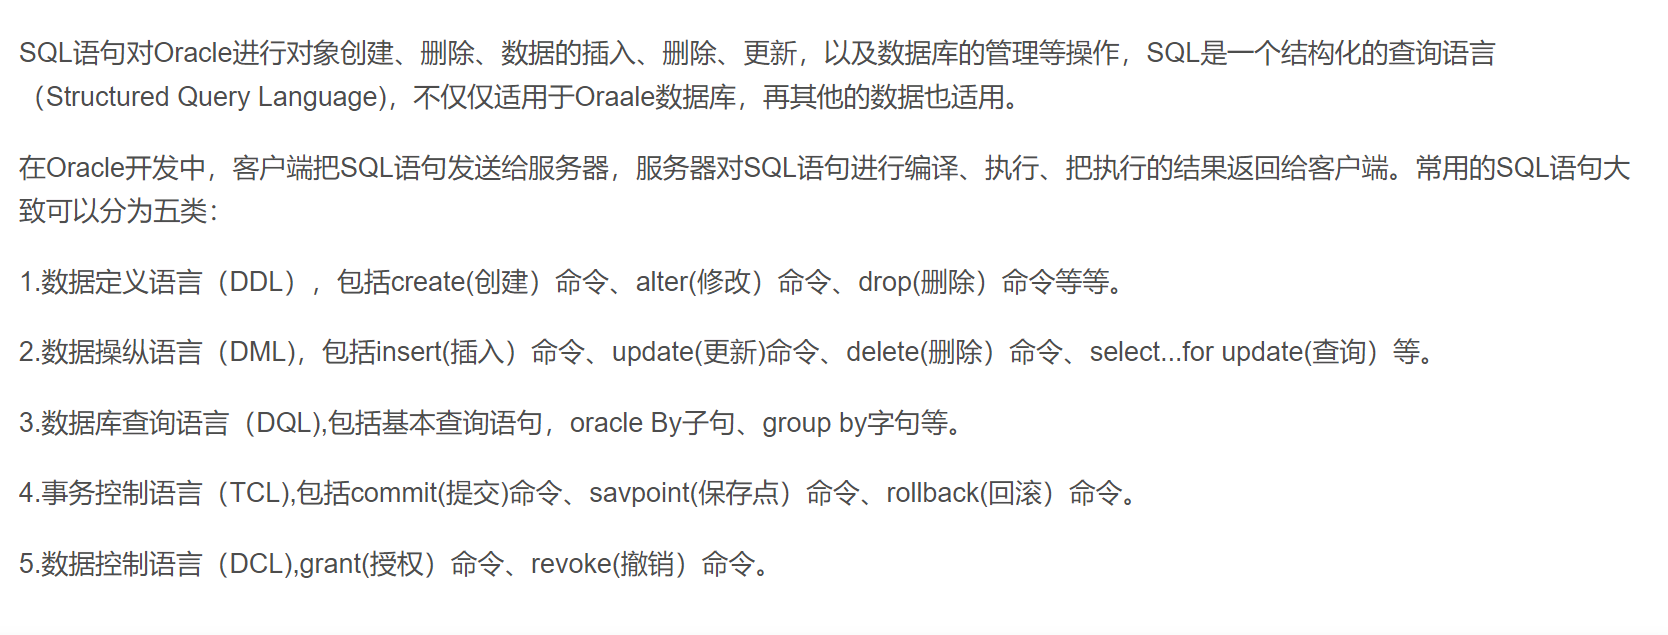 SQL语句对Oracle进行对象创建、删除、数据的插入、删除、更新，以及数据库的管理等操作，SQL是一个结构化的查询语言
（Structured Query Language)，不仅仅适用于Oraale数据库，再其他的数据也适用。
在Oracle开发中，客户端把SQL语句发送给服务器，服务器对SQL语句进行编译、执行、把执行的结果返回给客户端。常用的SQL语句大
致可以分为五类：
1.数据定义语言（DDL），包括create(创建）命令、alter(修改）命令、drop(删除）命令等等。
2.数据操纵语言（DML)，包括insert(插入）命令、update(更新)命令、delete(删除）命令、select...for update(查询）等。
3.数据库查询语言（DQL),包括基本查询语句，oracle By子句、group by字句等。
4.事务控制语言（TCL),包括commit(提交)命令、savpoint(保存点）命令、rollback(回滚）命令。
5.数据控制语言（DCL),grant(授权）命令、revoke(撤销）命令。